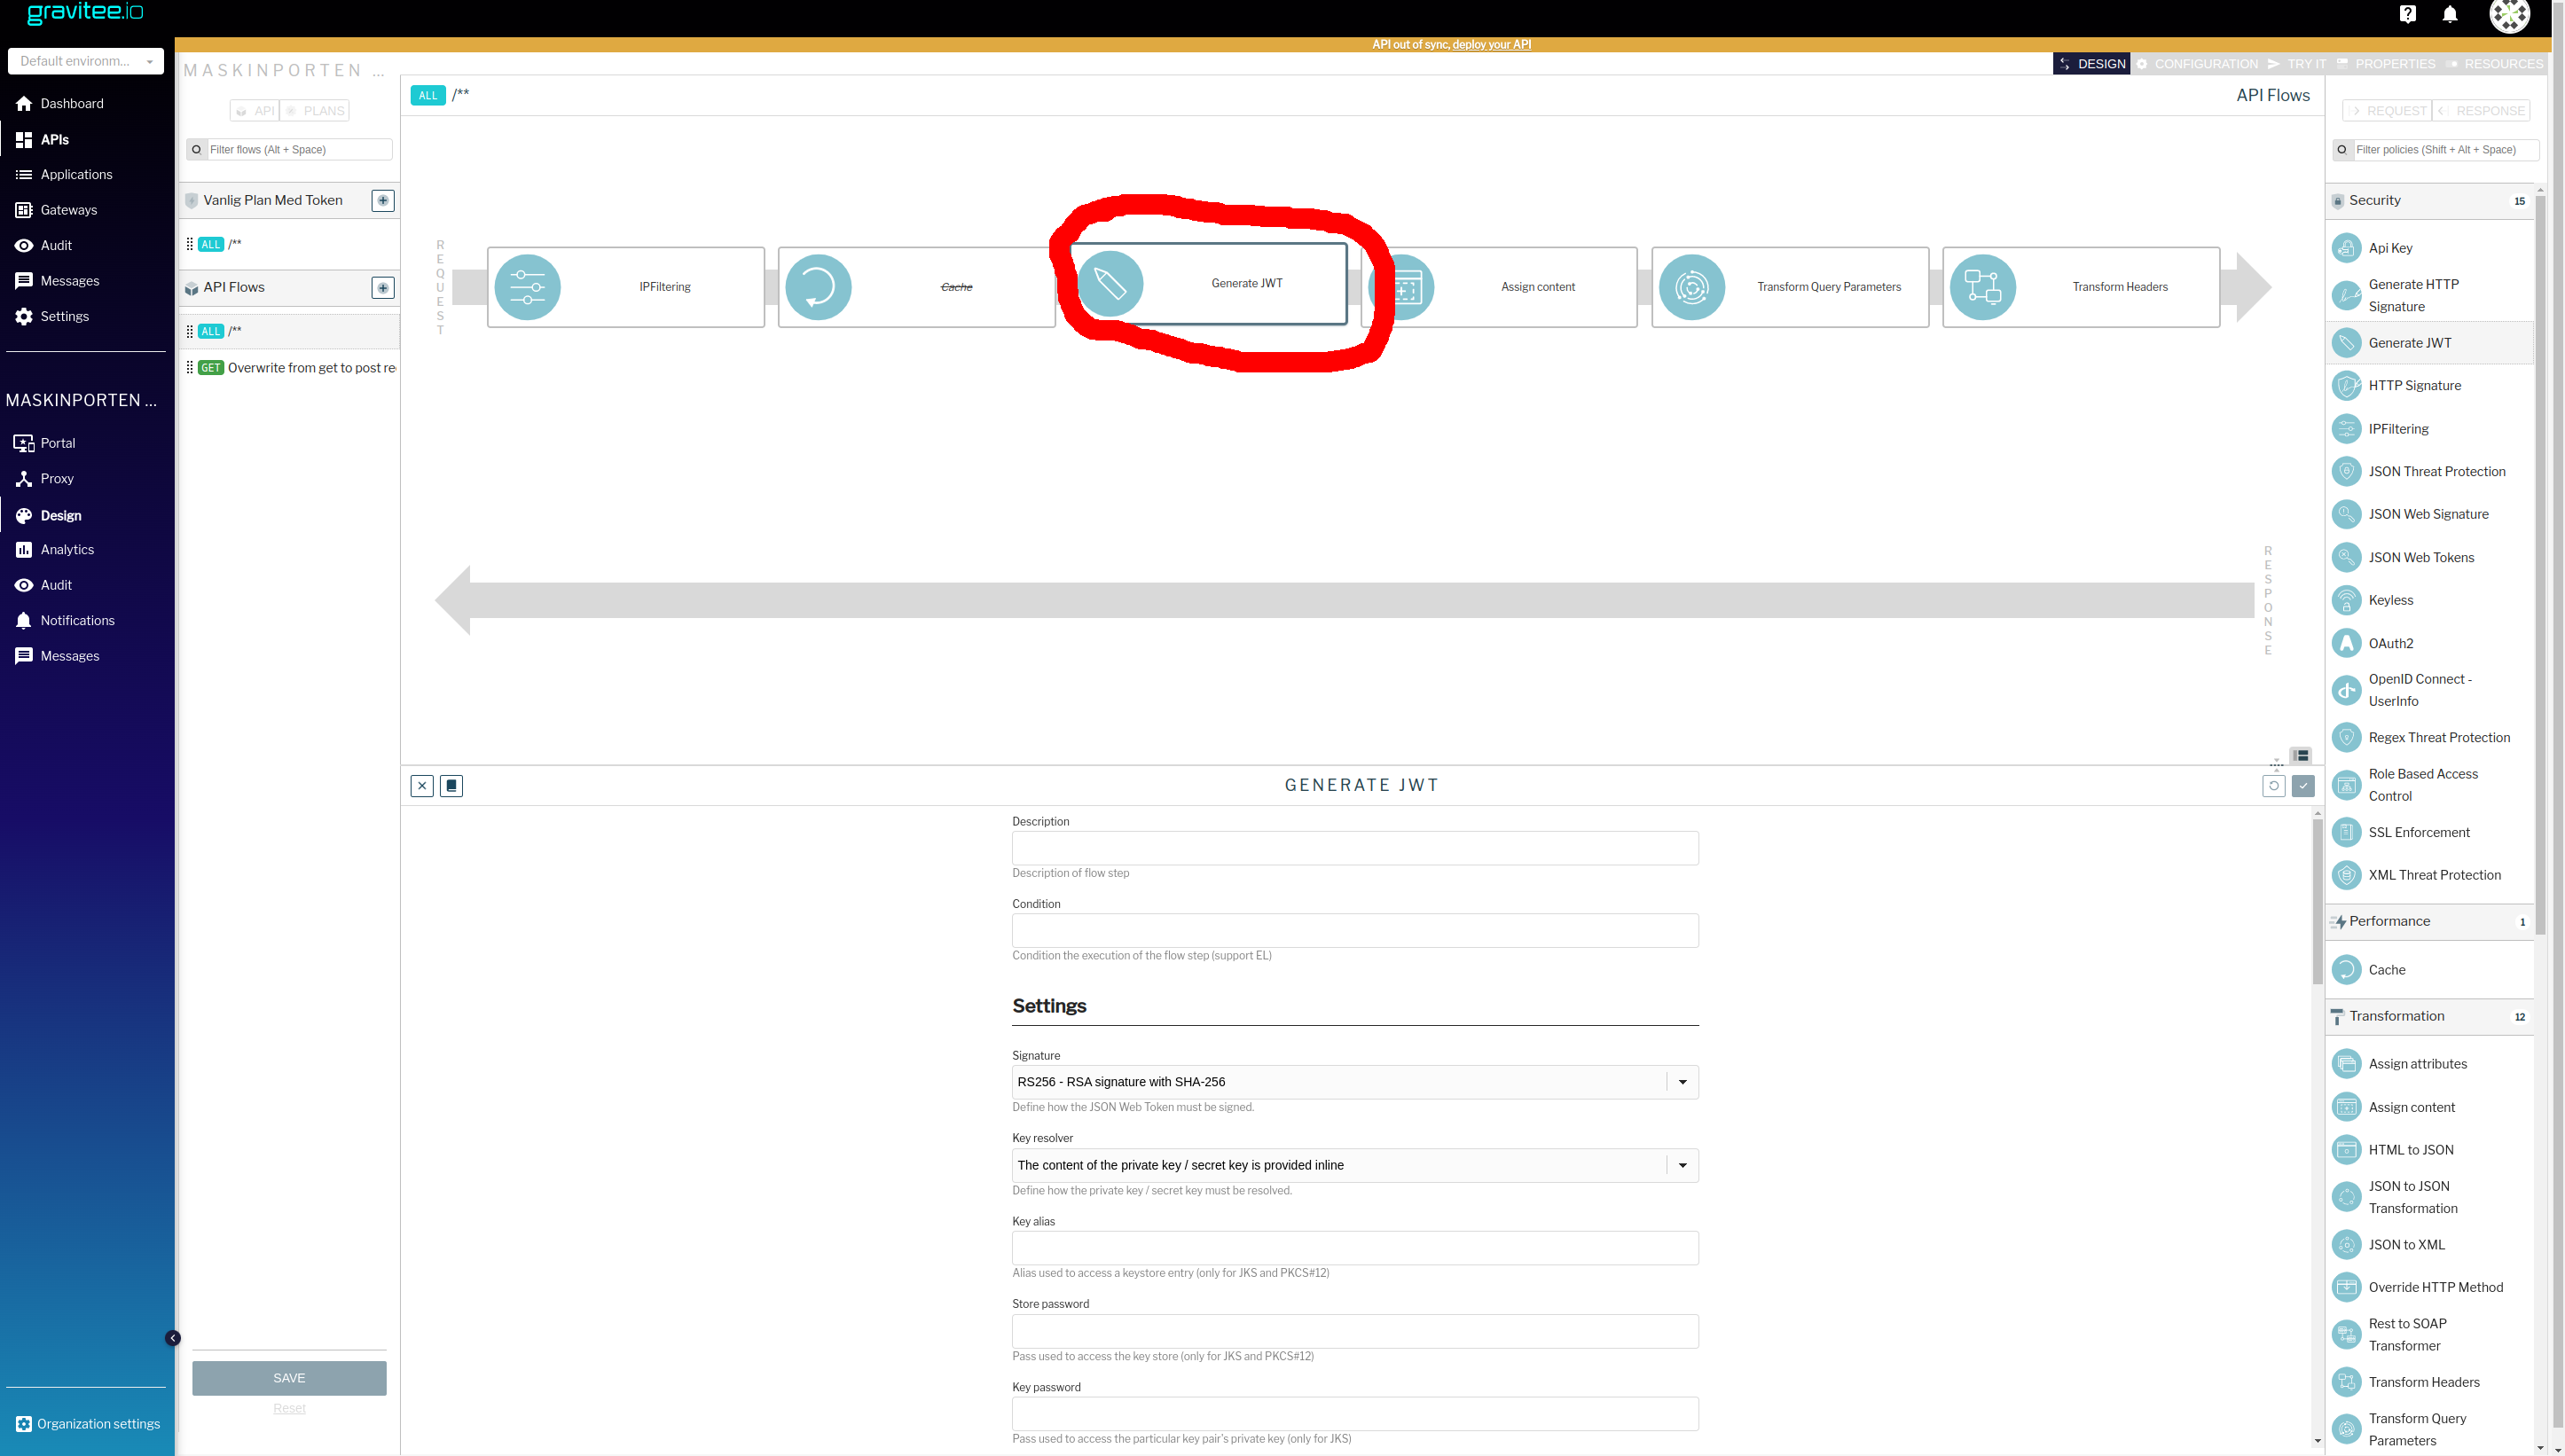 gravitee.io
API out of sync, deploy your API
Default environm...
Dashboard
APIs
Applications
Gateways
Audit
Messages
Settings
MASKINPORTEN ...
Portal
Proxy
Design
Analytics
Audit
Notifications
Messages
Organization settings
MASKINPORTEN ...
API
PLANS
Filter flows (Alt + Space)
Vanlig Plan Med Token
ALL /**
API Flows
ALL /**
GET Overwrite from get to post re
SAVE
Reset
DESIGN
CONFIGURATION
TRY IT
PROPERTIES
RESOURCES
ALL /**
API Flows
REQUEST
IPFiltering
Cache
Generate JWT
Assign content
Transform Query Parameters
Transform Headers
RESPONSE
GENERATE JWT
Description
Description of flow step
Condition
Condition the execution of the flow step (support EL)
Settings
Signature
RS256 - RSA signature with SHA-256
Define how the JSON Web Token must be signed.
Key resolver
The content of the private key / secret key is provided inline
Define how the private key / secret key must be resolved.
Key alias
Alias used to access a keystore entry (only for JKS and PKCS#12)
Store password
Pass used to access the key store (only for JKS and PKCS#12)
Key password
Pass used to access the particular key pair's private key (only for JKS)
REQUEST
RESPONSE
Filter policies (Shift + Alt + Space)
Security 15
Api Key
Generate HTTP
Signature
Generate JWT
HTTP Signature
IPFiltering
JSON Threat Protection
JSON Web Signature
JSON Web Tokens
Keyless
OAuth2
OpenID Connect -
UserInfo
Regex Threat Protection
Role Based Access
Control
SSL Enforcement
XML Threat Protection
Performance 1
Cache
Transformation 12
Assign attributes
Assign content
HTML to JSON
JSON to JSON
Transformation
JSON to XML
Override HTTP Method
Rest to SOAP
Transformer
Transform Headers
Transform Query
Parameters